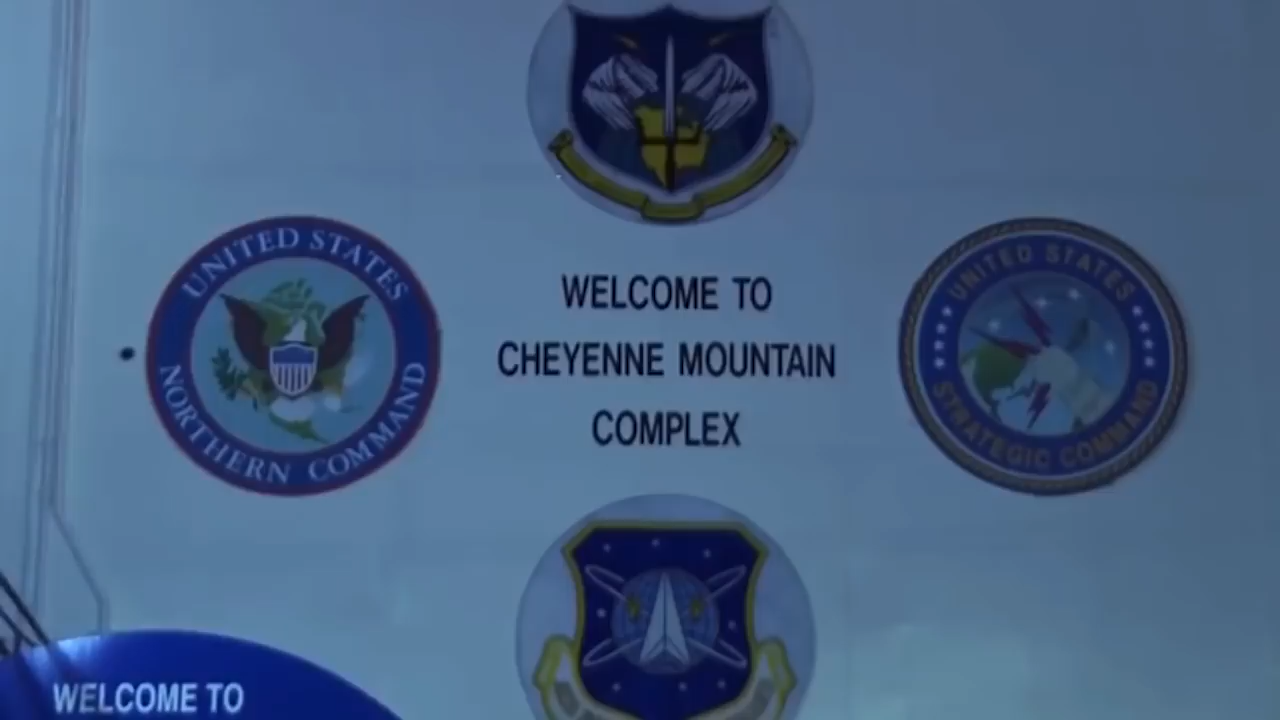 UNITED STATES
NORTHERN COMMAND
WELCOME TO
CHEYENNE MOUNTAIN
COMPLEX
UNITED STATES
STRATEGIC COMMAND
WELCOME TO